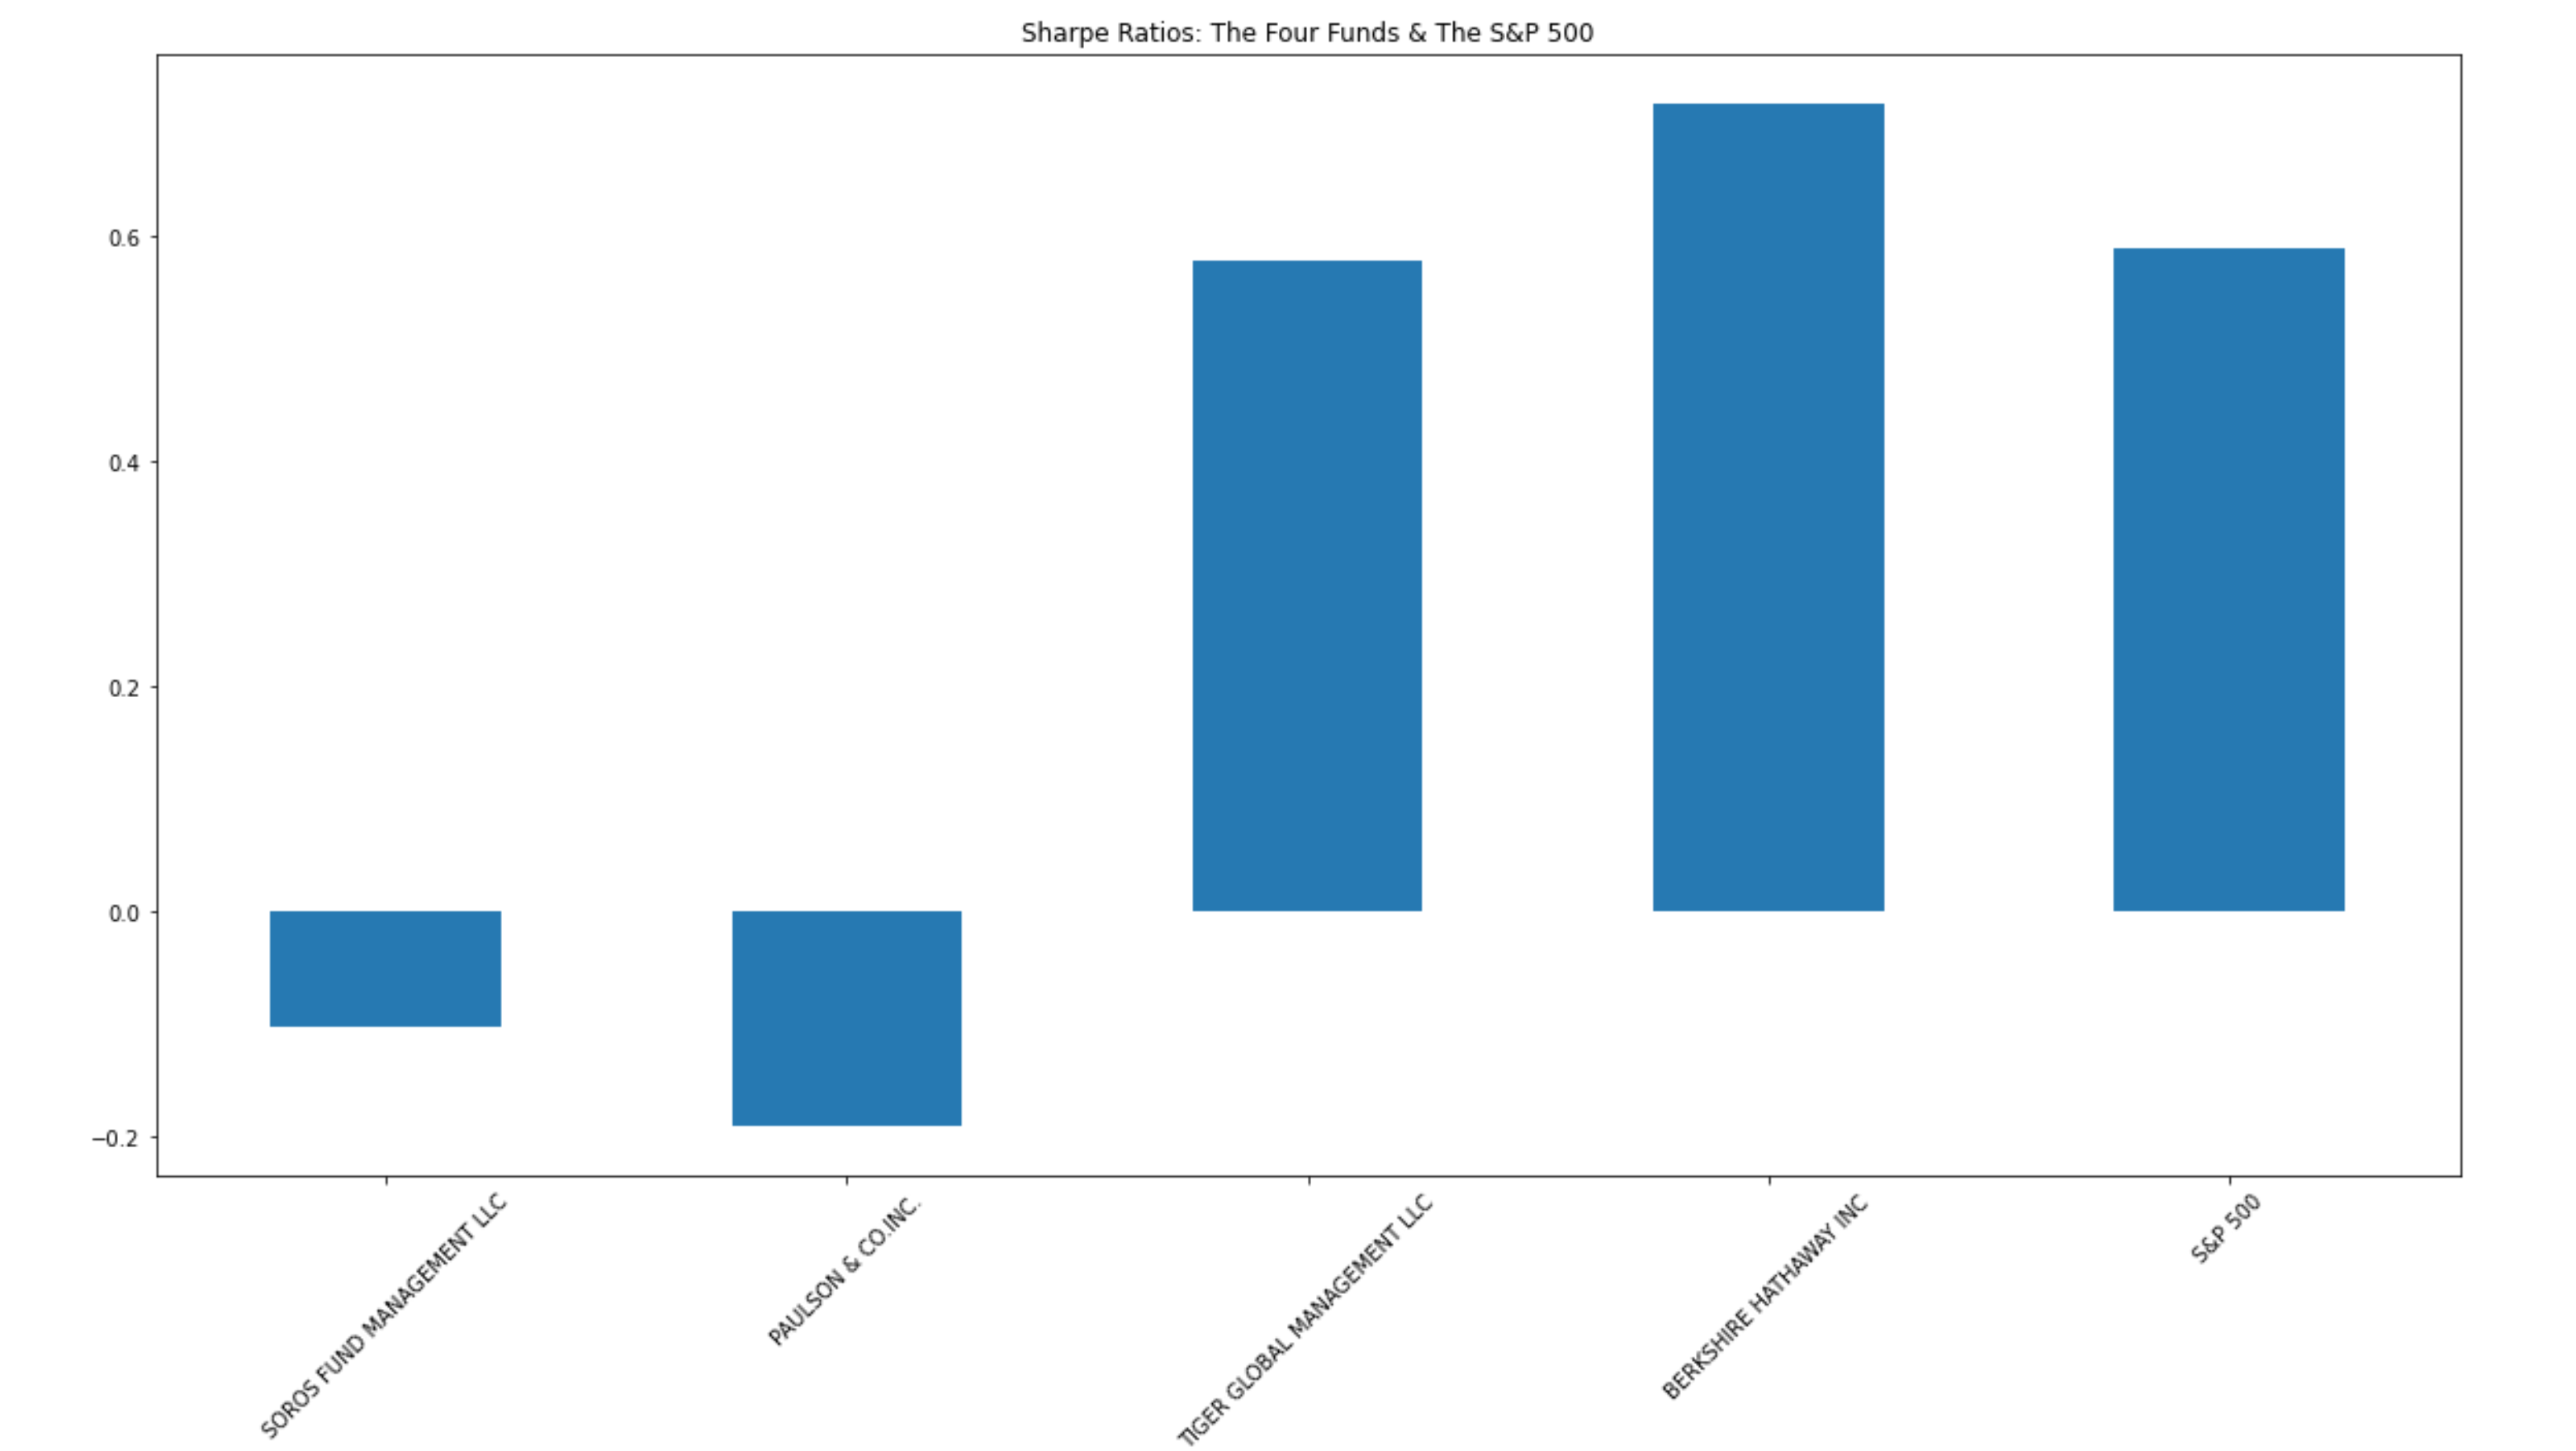 Sharpe Ratios: The Four Funds & The S&P 500
0.6
0.4
0.2
0.0
−0.2
SOROS FUND MANAGEMENT LLC
PAULSON & CO.INC.
TIGER GLOBAL MANAGEMENT LLC
BERKSHIRE HATHAWAY INC
S&P 500